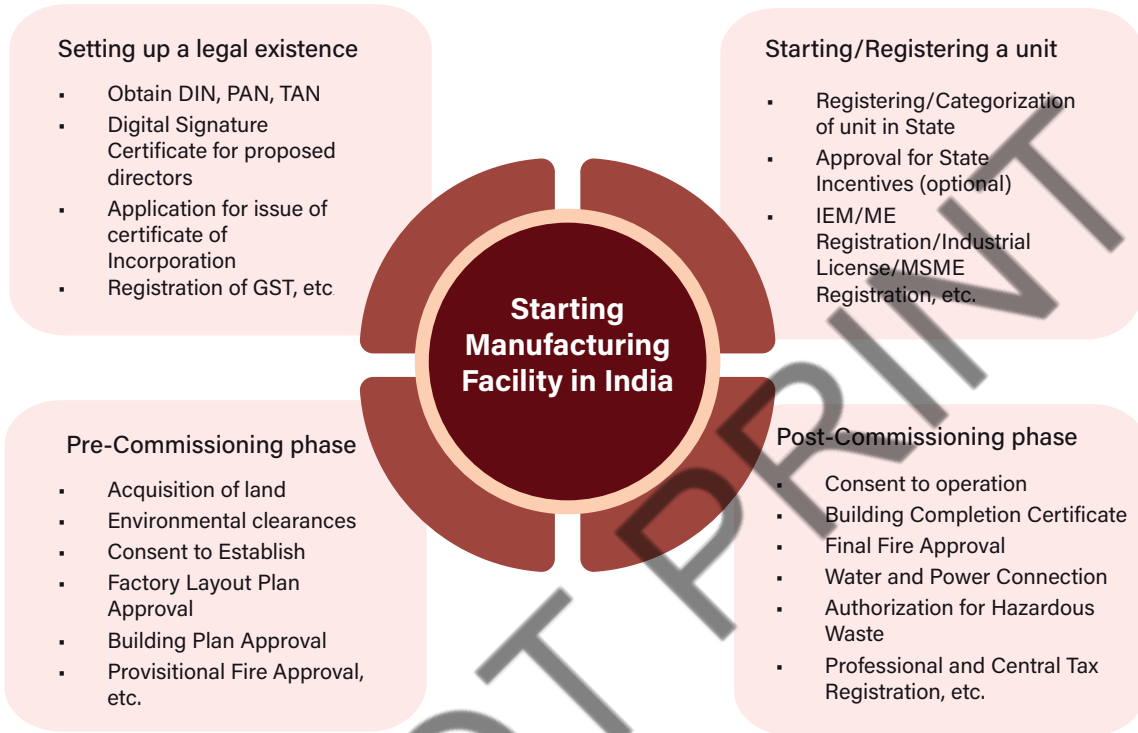 Setting up a legal existence
▪ Obtain DIN, PAN, TAN
▪ Digital Signature
Certificate for proposed
directors
▪ Application for issue of
certificate of
Incorporation
▪ Registration of GST, etc
Starting/Registering a unit
▪ Registering/Categorization
of unit in State
▪ Approval for State
Incentives (optional)
▪ IEM/ME
Registration/Industrial
License/MSME
Registration, etc.
Starting
Manufacturing
Facility in India
Pre-Commissioning phase
▪ Acquisition of land
▪ Environmental clearances
▪ Consent to Establish
▪ Factory Layout Plan
Approval
▪ Building Plan Approval
▪ Provisitional Fire Approval,
etc.
Post-Commissioning phase
▪ Consent to operation
▪ Building Completion Certificate
▪ Final Fire Approval
▪ Water and Power Connection
▪ Authorization for Hazardous
Waste
▪ Professional and Central Tax
Registration, etc.
OT PRINT